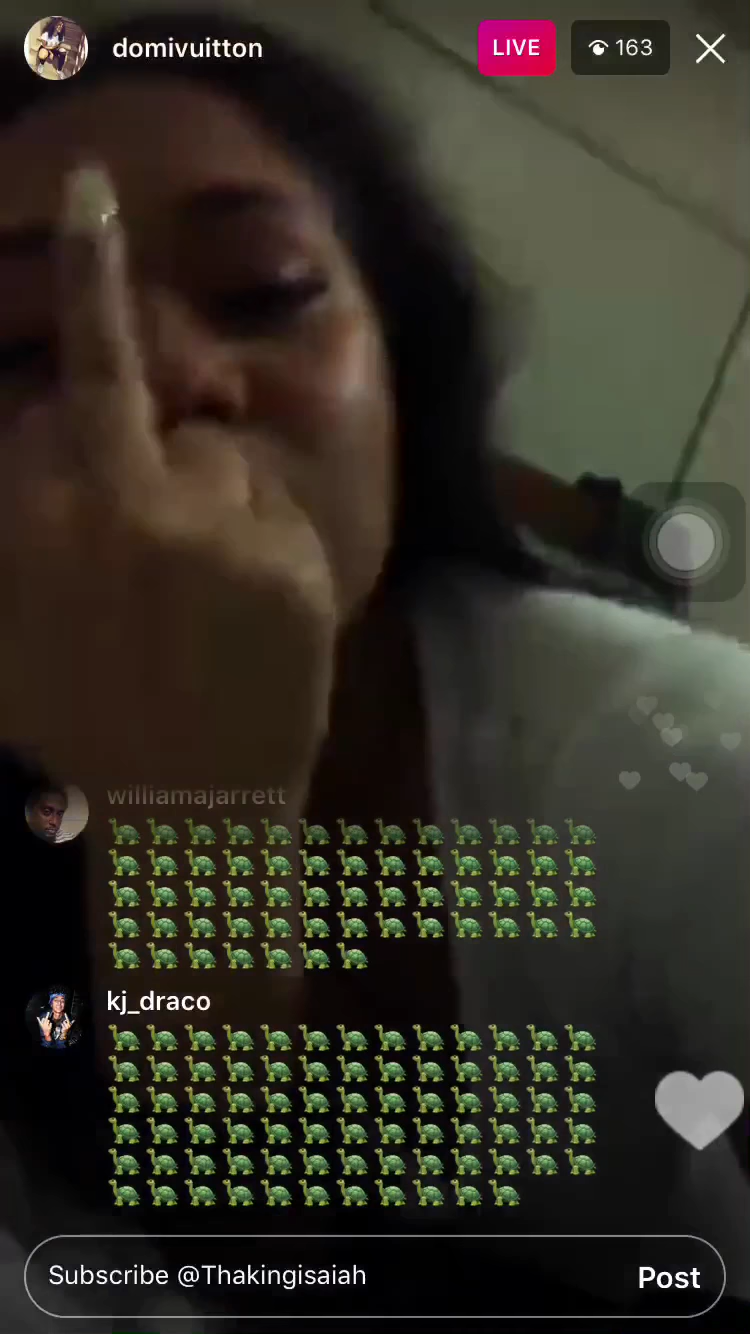 domivuitton
LIVE
163
williamajarrett
🐢🐢🐢🐢🐢🐢🐢🐢🐢🐢🐢🐢🐢
🐢🐢🐢🐢🐢🐢🐢🐢🐢🐢🐢🐢🐢
🐢🐢🐢🐢🐢🐢🐢🐢🐢🐢🐢🐢🐢
🐢🐢🐢🐢🐢🐢🐢🐢🐢🐢🐢🐢🐢
🐢🐢🐢🐢🐢🐢🐢
kj_draco
🐢🐢🐢🐢🐢🐢🐢🐢🐢🐢🐢🐢🐢
🐢🐢🐢🐢🐢🐢🐢🐢🐢🐢🐢🐢🐢
🐢🐢🐢🐢🐢🐢🐢🐢🐢🐢🐢🐢🐢
🐢🐢🐢🐢🐢🐢🐢🐢🐢🐢🐢🐢🐢
🐢🐢🐢🐢🐢🐢🐢🐢🐢🐢🐢🐢🐢
🐢🐢🐢🐢🐢🐢🐢🐢🐢🐢🐢
Subscribe @Thakingisaiah
Post